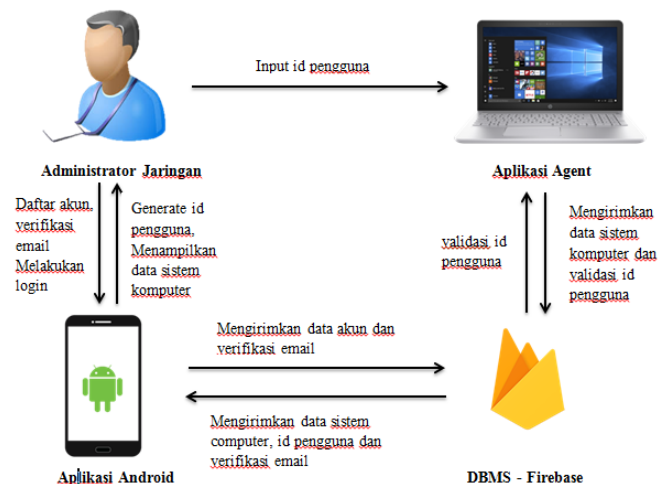 Input id pengguna
Administrator Jaringan
Aplikasi Agent
Daftar akun,
verifikasi
email
Melakukan
login
Generate id
pengguna,
Menampilkan
data sistem
komputer
validasi id
pengguna
Mengirimkan
data sistem
komputer dan
validasi id
pengguna
Mengirimkan data akun dan
verifikasi email
Mengirimkan data sistem
computer, id pengguna dan
verifikasi email
Aplikasi Android
DBMS - Firebase